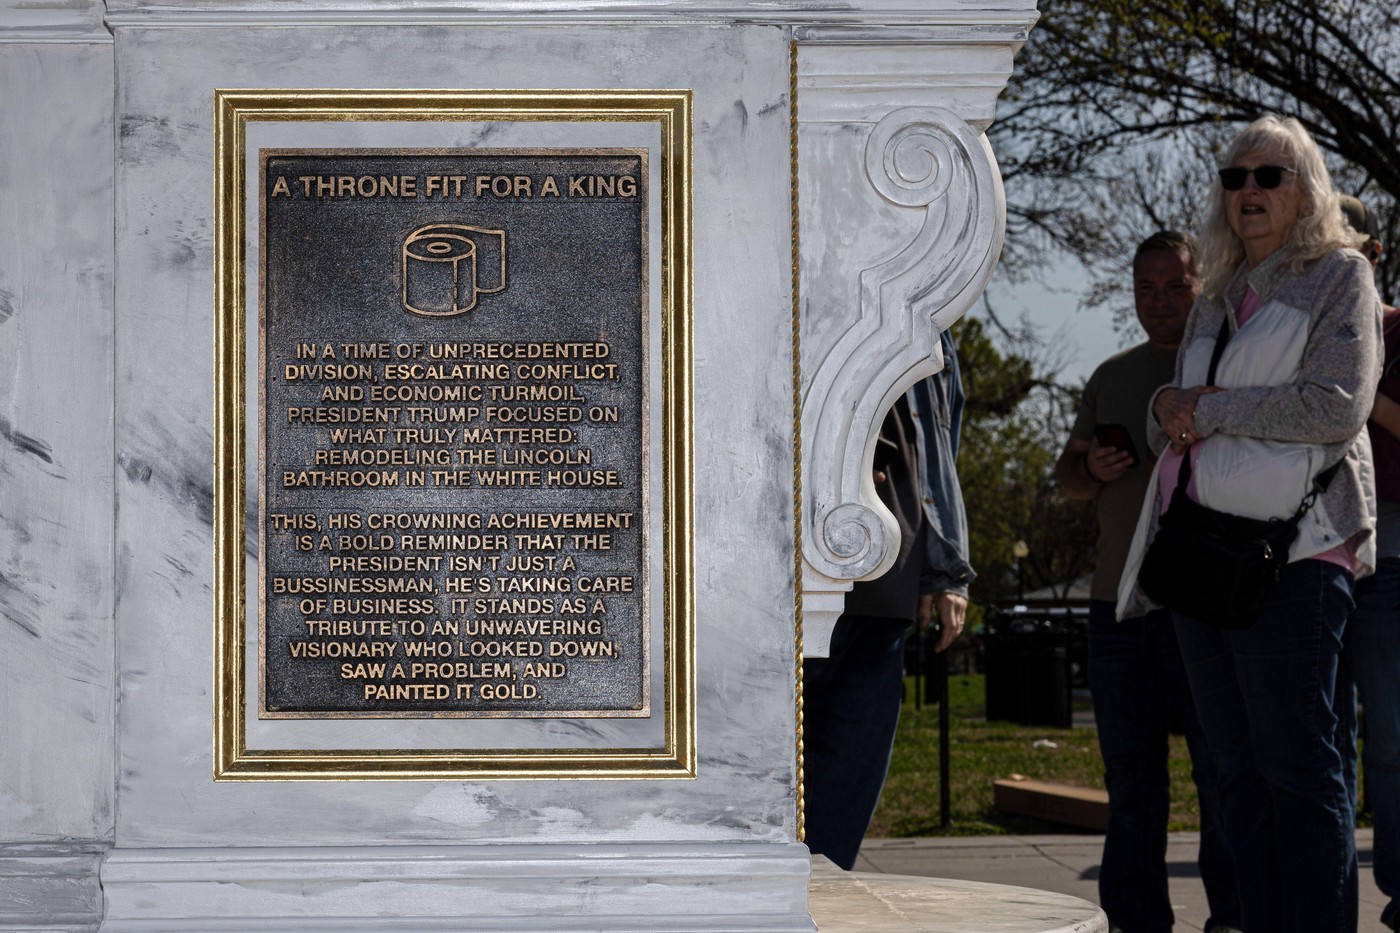 A THRONE FIT FOR A KING
IN A TIME OF UNPRECEDENTED
DIVISION, ESCALATING CONFLICT,
AND ECONOMIC TURMOIL,
PRESIDENT TRUMP FOCUSED ON
WHAT TRULY MATTERED:
REMODELING THE LINCOLN
BATHROOM IN THE WHITE HOUSE.
THIS, HIS CROWNING ACHIEVEMENT
IS A BOLD REMINDER THAT THE
PRESIDENT ISN'T JUST A
BUSSINESSMAN, HE'S TAKING CARE
OF BUSINESS. IT STANDS AS A
TRIBUTE TO AN UNWAVERING
VISIONARY WHO LOOKED DOWN,
SAW A PROBLEM, AND
PAINTED IT GOLD.